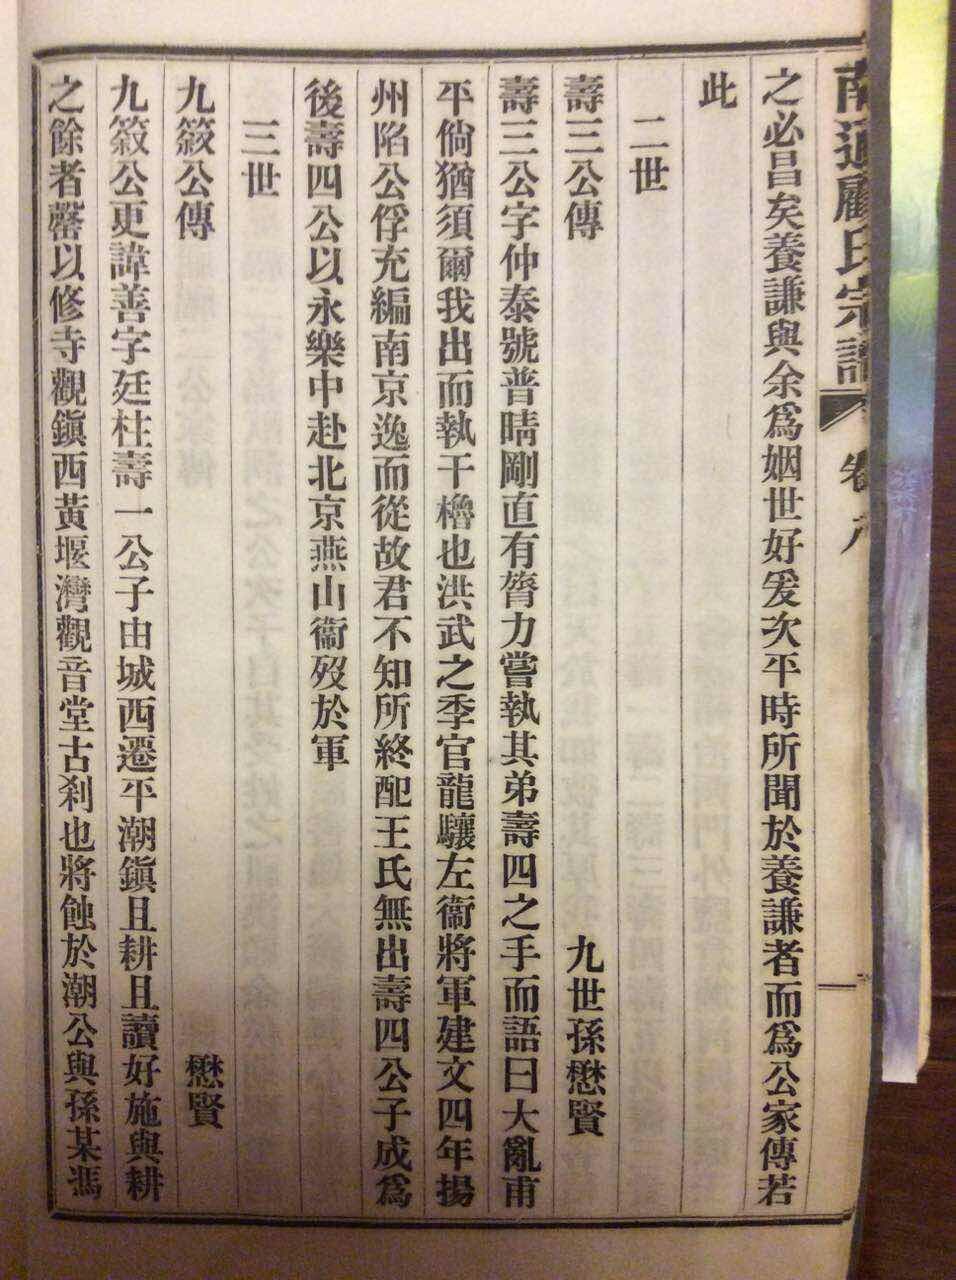 南通顧氏宗譜 卷八 一
之必昌矣養謙與余爲姻世好爰次平時所聞於養謙者而爲公家傳若
此
二世
壽三公傳 九世孫懋賢
壽三公字仲泰號普晴剛直有膂力嘗執其弟壽四之手而語曰大亂甫
平倘猶須爾我出而執干櫓也洪武之季官龍驤左衞將軍建文四年揚
州陷公俘充編南京逸而從故君不知所終配王氏無出壽四公子成爲
後壽四公以永樂中赴北京燕山衞歿於軍
三世
九敘公傳 懋賢
九敘公更諱善字廷柱壽一公子由城西遷平潮鎭且耕且讀好施與耕
之餘者罄以修寺觀鎭西黃堰灣觀音堂古刹也將蝕於潮公與孫某馮